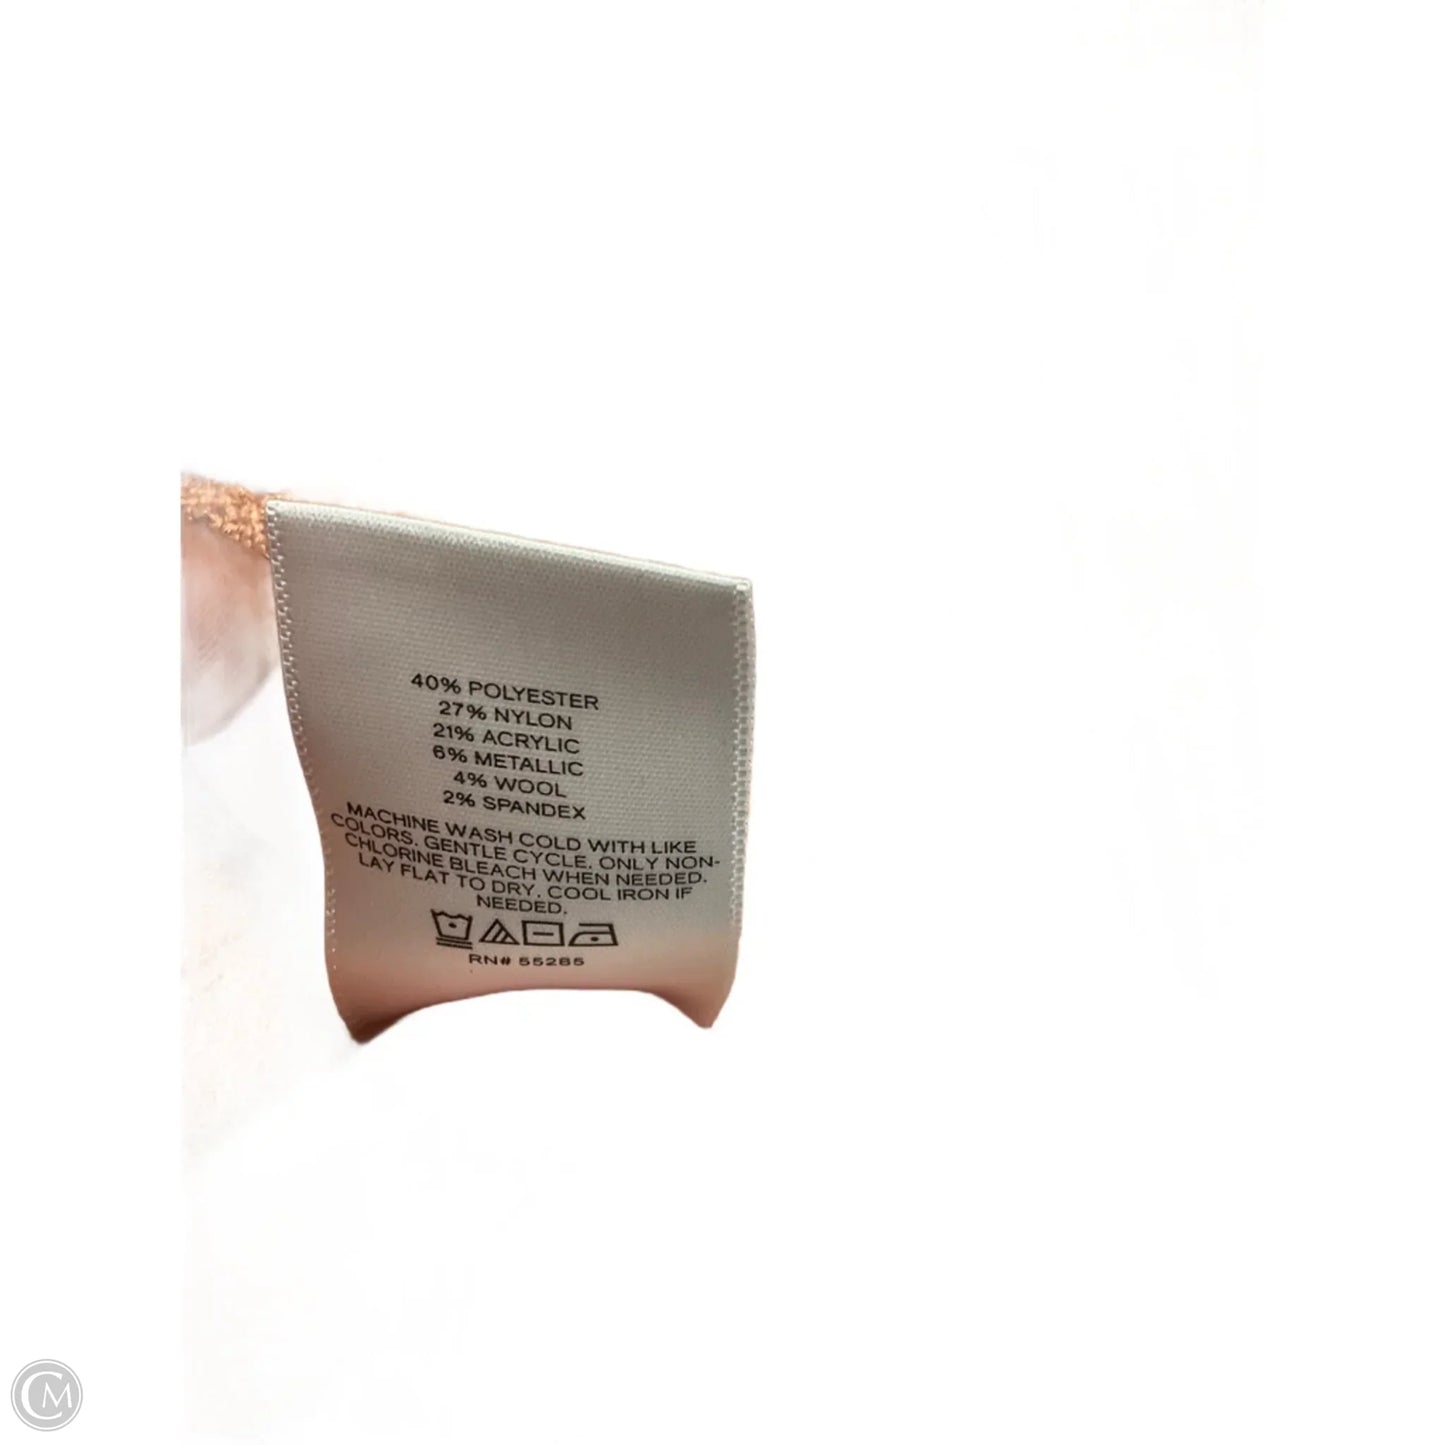 40% POLYESTER
27% NYLON
21% ACRYLIC
6% METALLIC
4% WOOL
2% SPANDEX
MACHINE WASH COLD WITH LIKE
COLORS. GENTLE CYCLE. ONLY NON-
CHLORINE BLEACH WHEN NEEDED.
LAY FLAT TO DRY. COOL IRON IF
NEEDED.
RN# 55285
CM